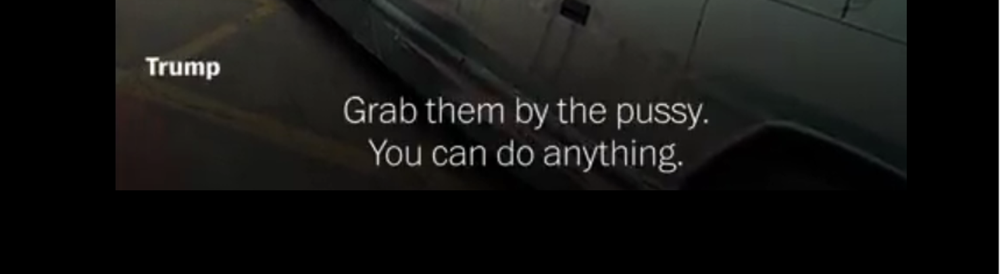 Trump
Grab them by the pussy.
You can do anything.